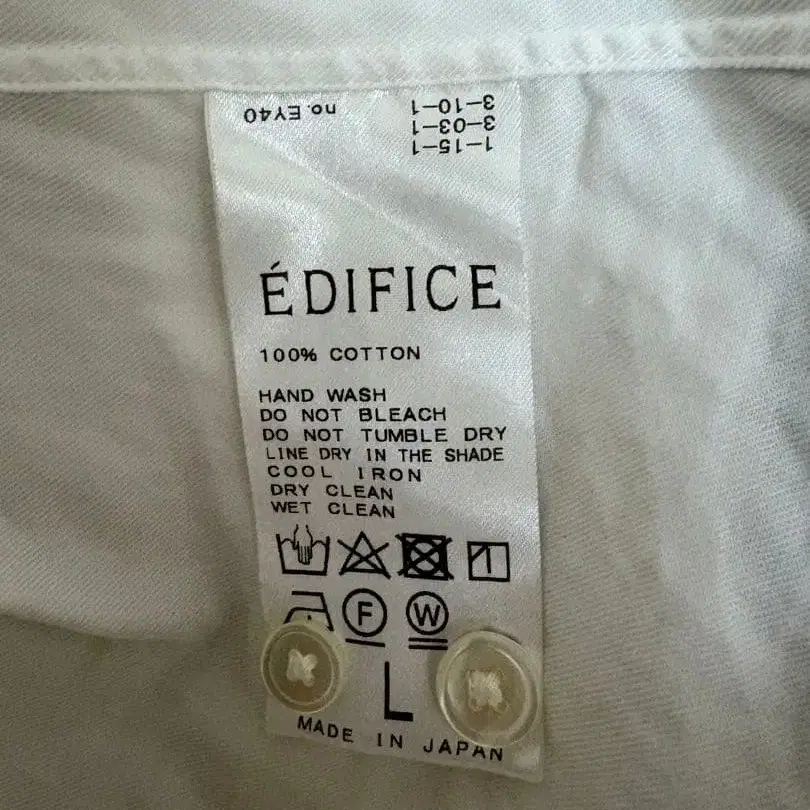 no.EY40
3-10-1
3-03-1
1-15-1
ÉDIFICE
100% COTTON
HAND WASH
DO NOT BLEACH
DO NOT TUMBLE DRY
LINE DRY IN THE SHADE
COOL IRON
DRY CLEAN
WET CLEAN
F W
L
MADE IN JAPAN